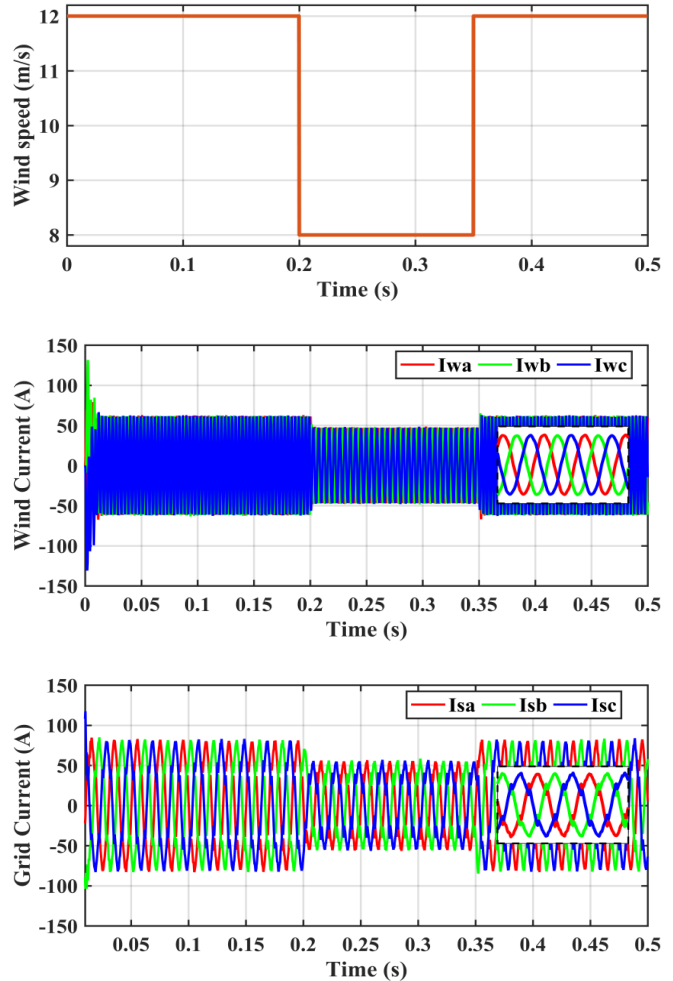 12
11
10
9
8
Wind speed (m/s)
0 0.1 0.2 0.3 0.4 0.5
Time (s)
150
100
50
0
-50
-100
-150
Wind Current (A)
Iwa Iwb Iwc
0 0.05 0.1 0.15 0.2 0.25 0.3 0.35 0.4 0.45 0.5
Time (s)
150
100
50
0
-50
-100
-150
Grid Current (A)
Isa Isb Isc
0.05 0.1 0.15 0.2 0.25 0.3 0.35 0.4 0.45 0.5
Time (s)